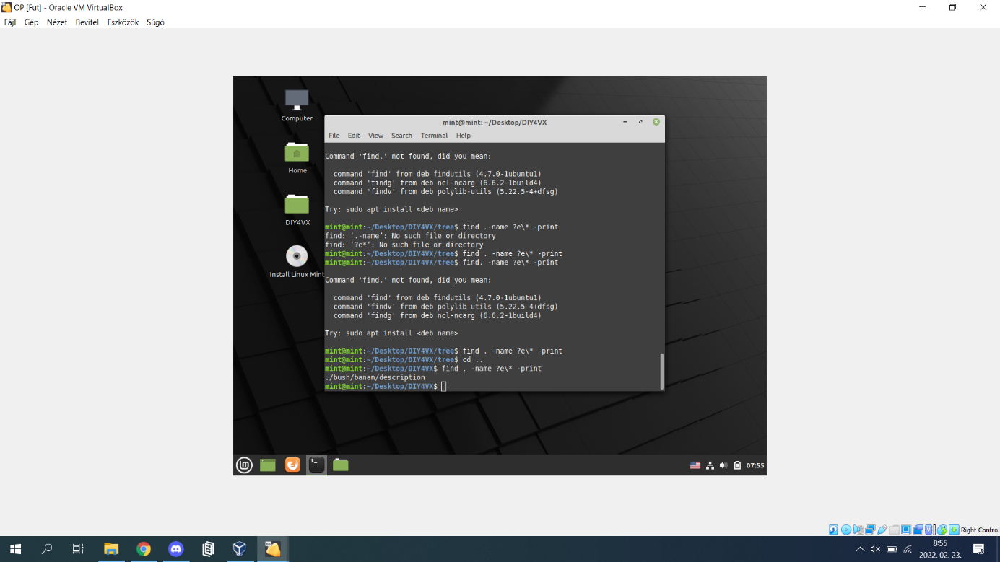 OP [Fut] - Oracle VM VirtualBox
Fájl Gép Nézet Bevitel Eszközök Súgó
Computer
Home
DIY4VX
Install Linux Mint
mint@mint: ~/Desktop/DIY4VX
File Edit View Search Terminal Help
Command 'find.' not found, did you mean:
command 'find' from deb findutils (4.7.0-1ubuntu1)
command 'findg' from deb ncl-ncarg (6.6.2-1build4)
command 'findv' from deb polylib-utils (5.22.5-4+dfsg)
Try: sudo apt install <deb name>
mint@mint:~/Desktop/DIY4VX/tree$ find .-name ?e\* -print
find: ‘.-name’: No such file or directory
find: ‘?e*’: No such file or directory
mint@mint:~/Desktop/DIY4VX/tree$ find . -name ?e\* -print
mint@mint:~/Desktop/DIY4VX/tree$ find. -name ?e\* -print
Command 'find.' not found, did you mean:
command 'find' from deb findutils (4.7.0-1ubuntu1)
command 'findv' from deb polylib-utils (5.22.5-4+dfsg)
command 'findg' from deb ncl-ncarg (6.6.2-1build4)
Try: sudo apt install <deb name>
mint@mint:~/Desktop/DIY4VX/tree$ find . -name ?e\* -print
mint@mint:~/Desktop/DIY4VX/tree$ cd ..
mint@mint:~/Desktop/DIY4VX$ find . -name ?e\* -print
./bush/banan/description
mint@mint:~/Desktop/DIY4VX$
07:55
Right Control
8:55
2022. 02. 23.